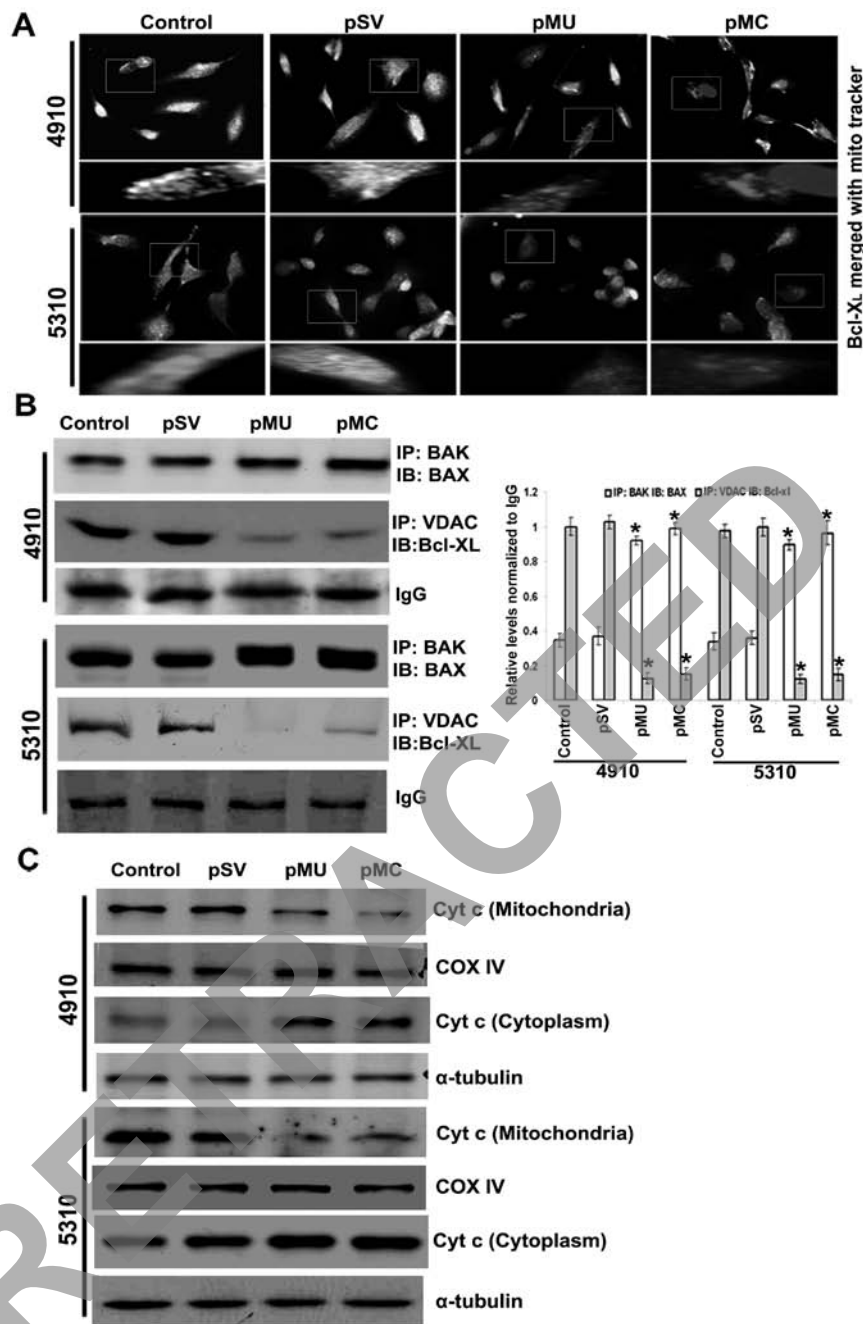 A
Control pSV pMU pMC
4910
5310
Bcl-XL merged with mito tracker
B
Control pSV pMU pMC
4910
IP: BAK
IB: BAX
IP: VDAC
IB:Bcl-XL
IgG
5310
IP: BAK
IB: BAX
IP: VDAC
IB:Bcl-XL
IgG
IP: BAK IB: BAX IP: VDAC IB: Bcl-xl
Relative levels normalized to IgG
1.2
1
0.8
0.6
0.4
0.2
0
* * * *
* * * *
Control pSV pMU pMC Control pSV pMU pMC
4910 5310
C
Control pSV pMU pMC
4910
Cyt c (Mitochondria)
COX IV
Cyt c (Cytoplasm)
α-tubulin
5310
Cyt c (Mitochondria)
COX IV
Cyt c (Cytoplasm)
α-tubulin
RETRACTED